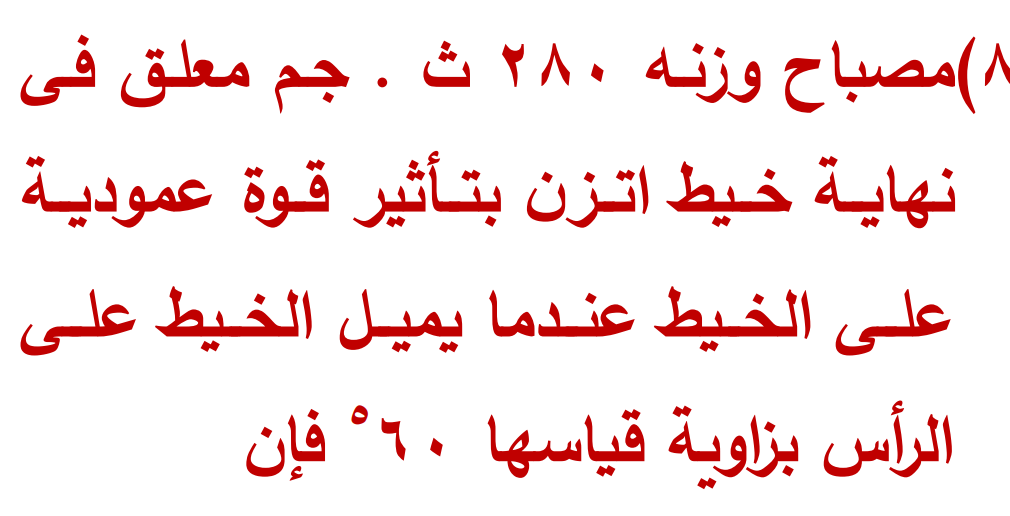 ٨)مصباح وزنه ٢٨٠ ث . جم معلق فى
نهاية خيط اتزن بتأثير قوة عمودية
على الخيط عندما يميل الخيط على
الرأس بزاوية قياسها ٦٠° فإن